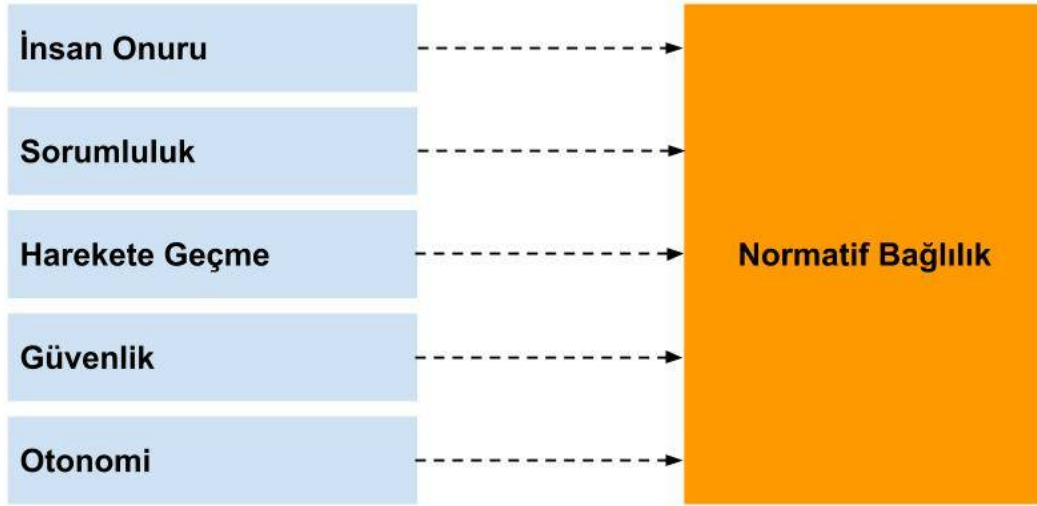 İnsan Onuru
Sorumluluk
Harekete Geçme
Normatif Bağlılık
Güvenlik
Otonomi